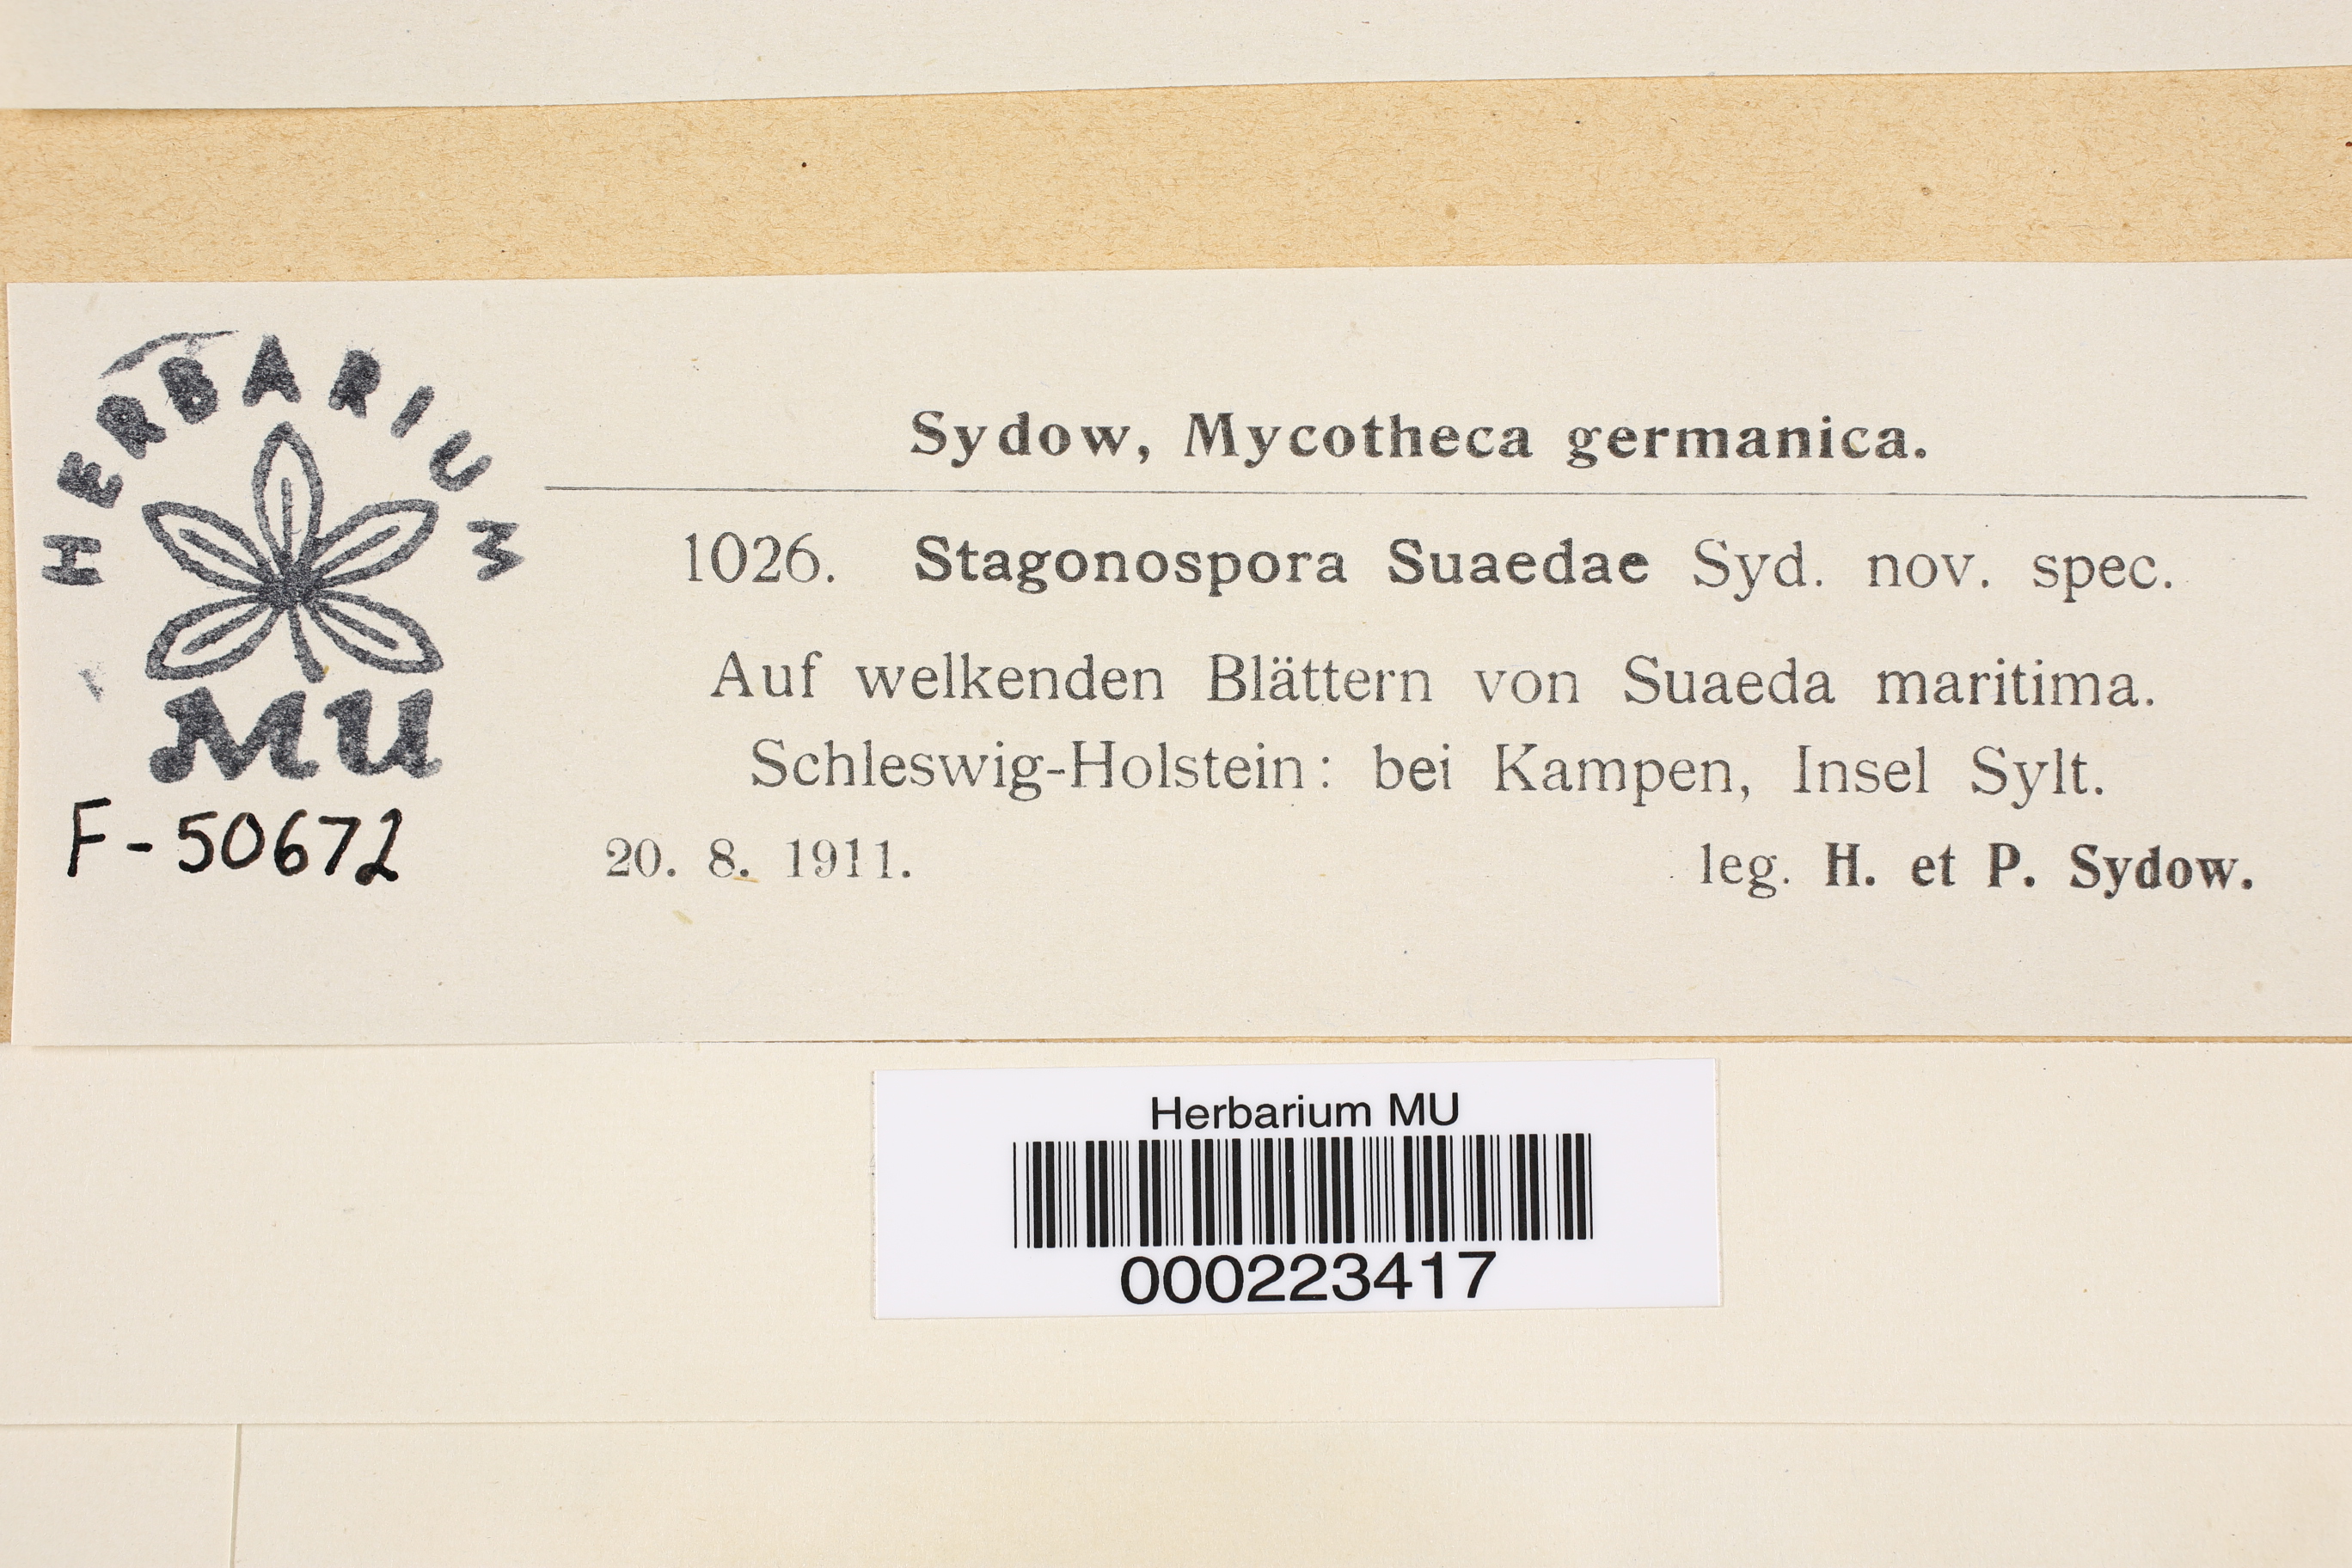 HERBARIUM
MU
F-50672
Sydow, Mycotheca germanica.
1026. Stagonospora Suaedae Syd. nov. spec.
Auf welkenden Blättern von Suaeda maritima.
Schleswig-Holstein: bei Kampen, Insel Sylt.
20. 8. 1911. leg. H. et P. Sydow.
Herbarium MU
000223417